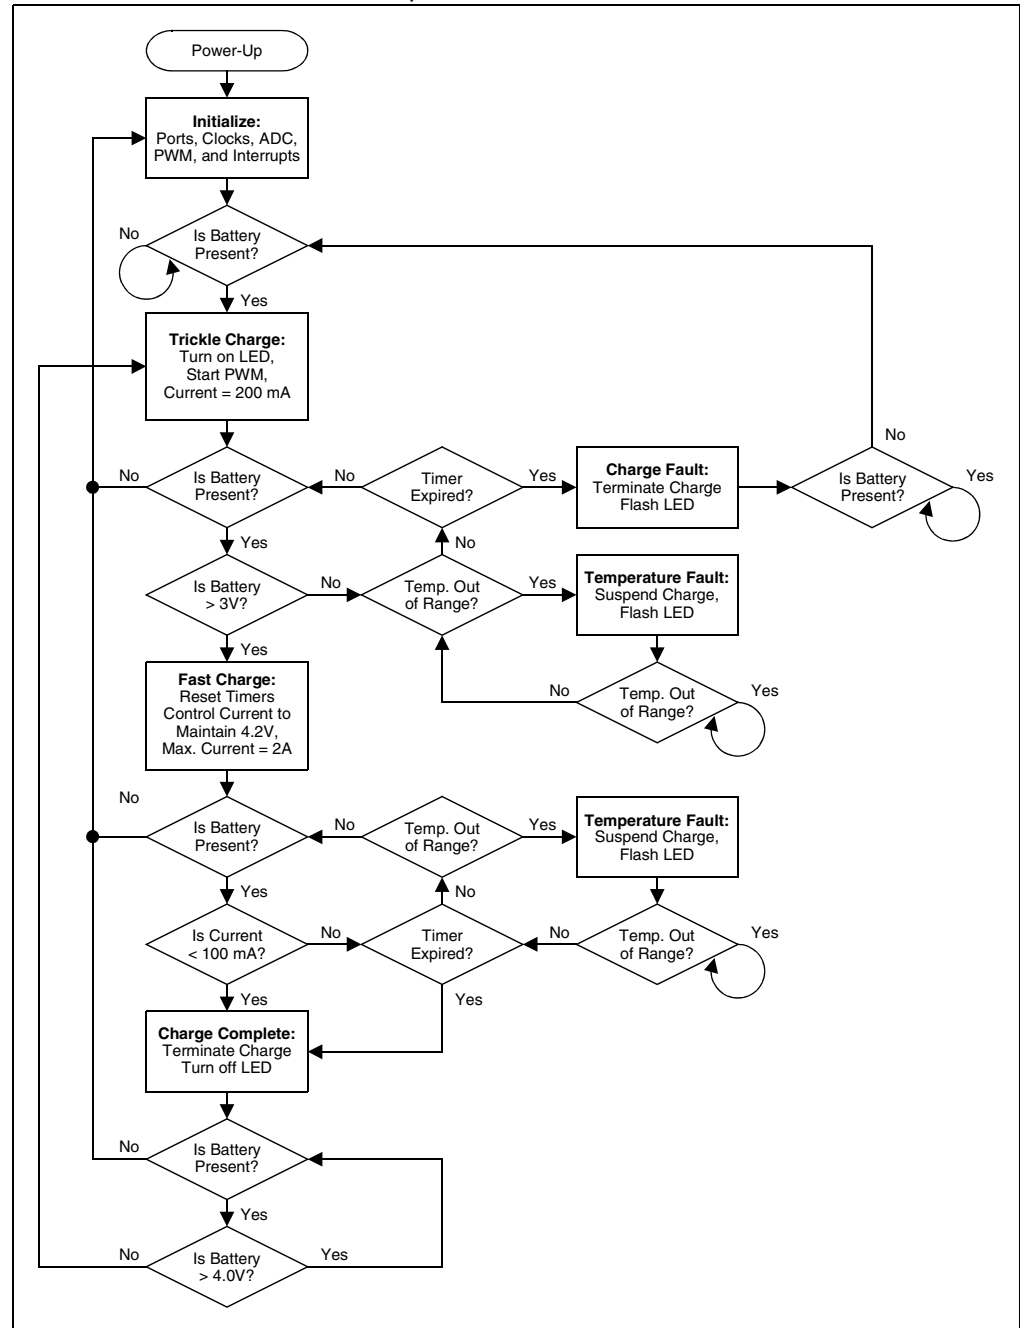 Power-Up
Initialize:
Ports, Clocks, ADC,
PWM, and Interrupts
No
Is Battery
Present?
Yes
Trickle Charge:
Turn on LED,
Start PWM,
Current = 200 mA
No
Is Battery
Present?
No
Timer
Expired?
Yes
Charge Fault:
Terminate Charge
Flash LED
No
Is Battery
Present?
Yes
Yes
No
Is Battery
> 3V?
No
Temp. Out
of Range?
Yes
Temperature Fault:
Suspend Charge,
Flash LED
Yes
Fast Charge:
Reset Timers
Control Current to
Maintain 4.2V,
Max. Current = 2A
No
Temp. Out
of Range?
Yes
No
Is Battery
Present?
No
Temp. Out
of Range?
Yes
Temperature Fault:
Suspend Charge,
Flash LED
Yes
No
Is Current
< 100 mA?
No
Timer
Expired?
No
Temp. Out
of Range?
Yes
Yes
Yes
Charge Complete:
Terminate Charge
Turn off LED
No
Is Battery
Present?
Yes
No
Is Battery
> 4.0V?
Yes